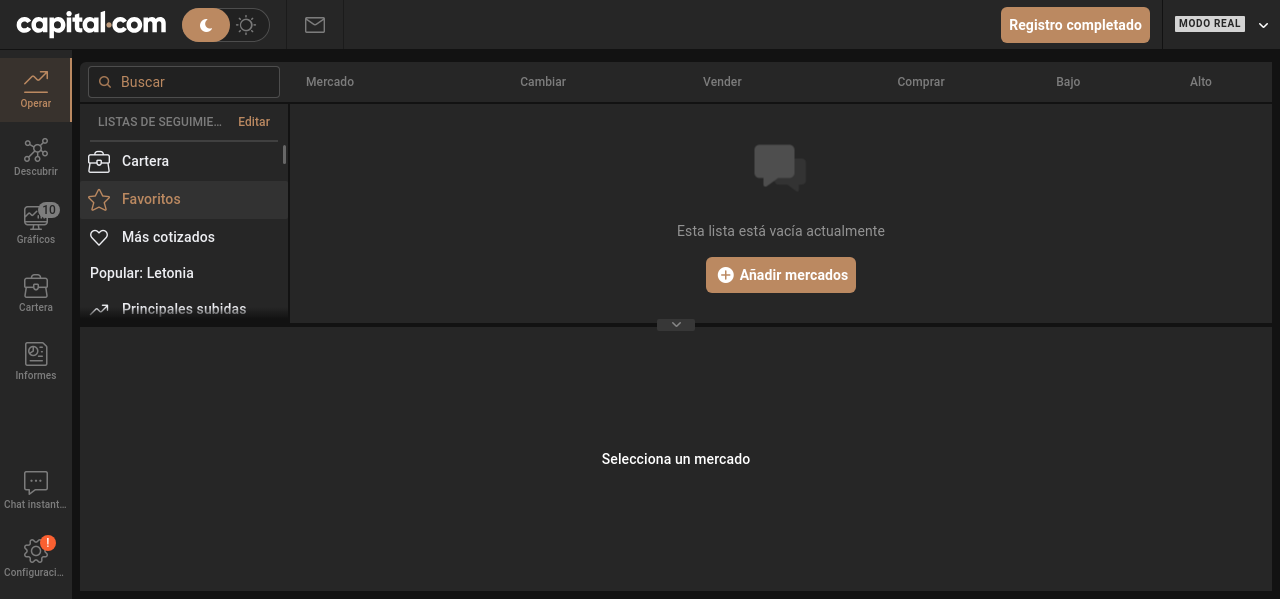 capital.com
Registro completado
MODO REAL
Operar
Descubrir
10
Gráficos
Cartera
Informes
Chat instant...
!
Configuraci...
Buscar
Mercado
Cambiar
Vender
Comprar
Bajo
Alto
LISTAS DE SEGUIMIE...
Editar
Cartera
Favoritos
Más cotizados
Popular: Letonia
Principales subidas
Esta lista está vacía actualmente
Añadir mercados
Selecciona un mercado